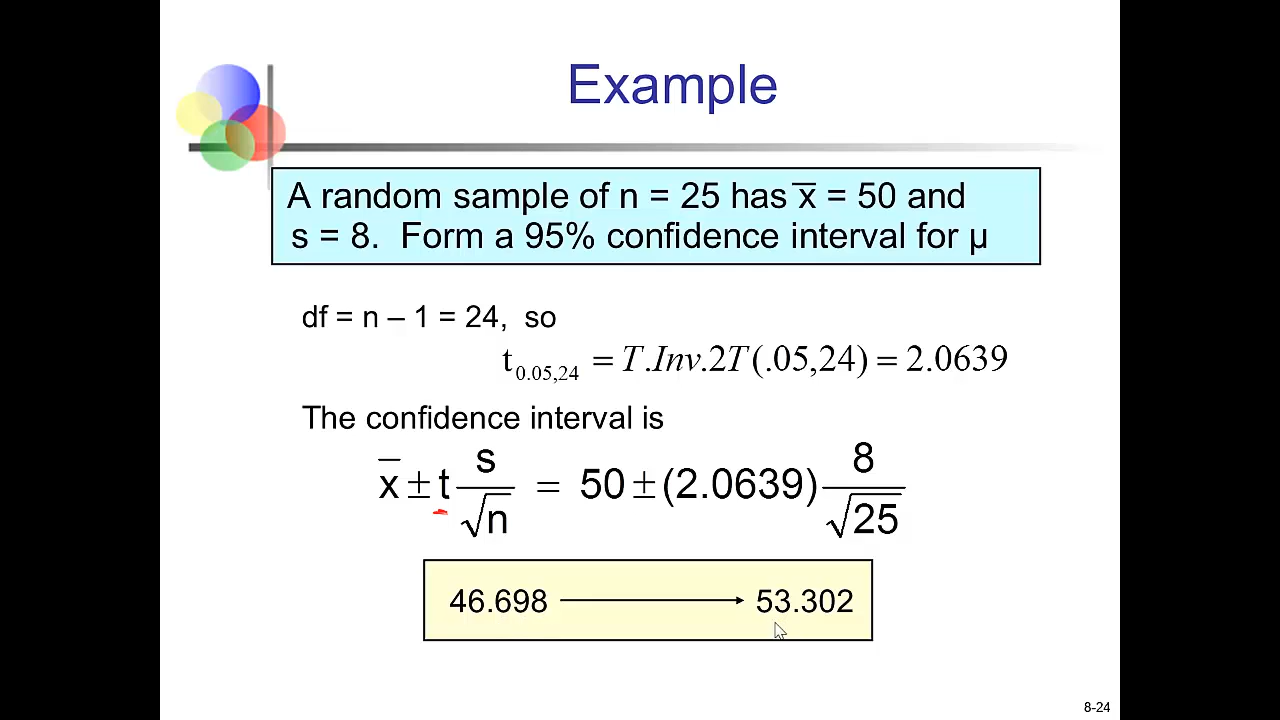 Example
A random sample of n = 25 has x̅ = 50 and
s = 8. Form a 95% confidence interval for µ
df = n – 1 = 24, so
t0.05,24 = T.Inv.2T(.05,24) = 2.0639
The confidence interval is
x̅ ± t s/√n = 50 ± (2.0639) 8/√25
46.698 → 53.302
8-24